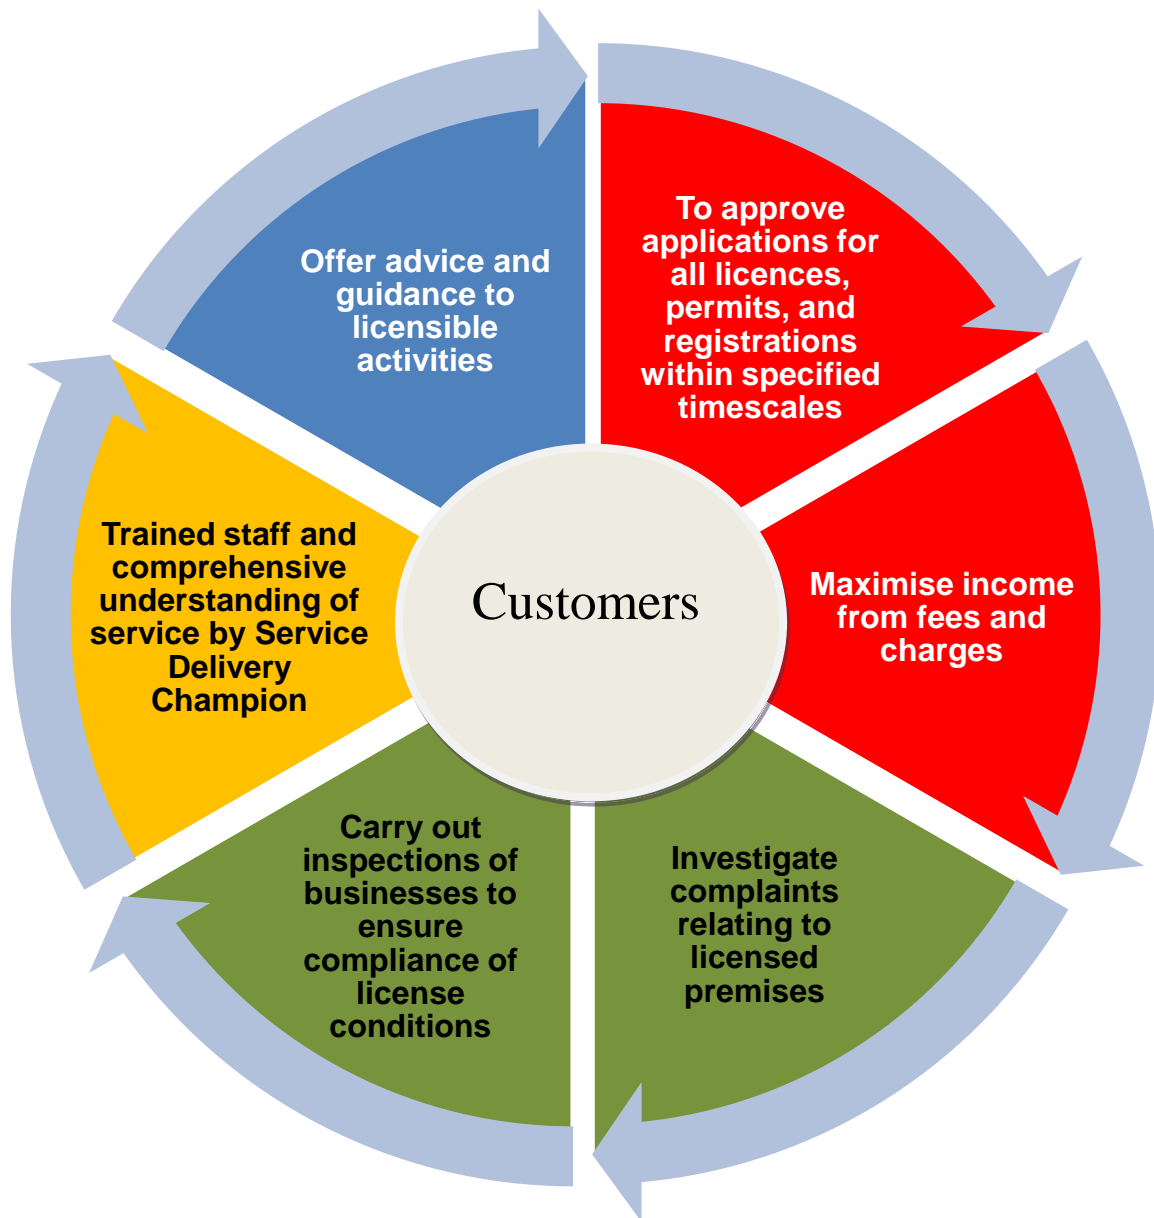 To approve
applications for
all licences,
permits, and
registrations
within specified
timescales
Maximise income
from fees and
charges
Investigate
complaints
relating to
licensed
premises
Carry out
inspections of
businesses to
ensure
compliance of
license
conditions
Trained staff and
comprehensive
understanding of
service by Service
Delivery
Champion
Offer advice and
guidance to
licensible
activities
Customers